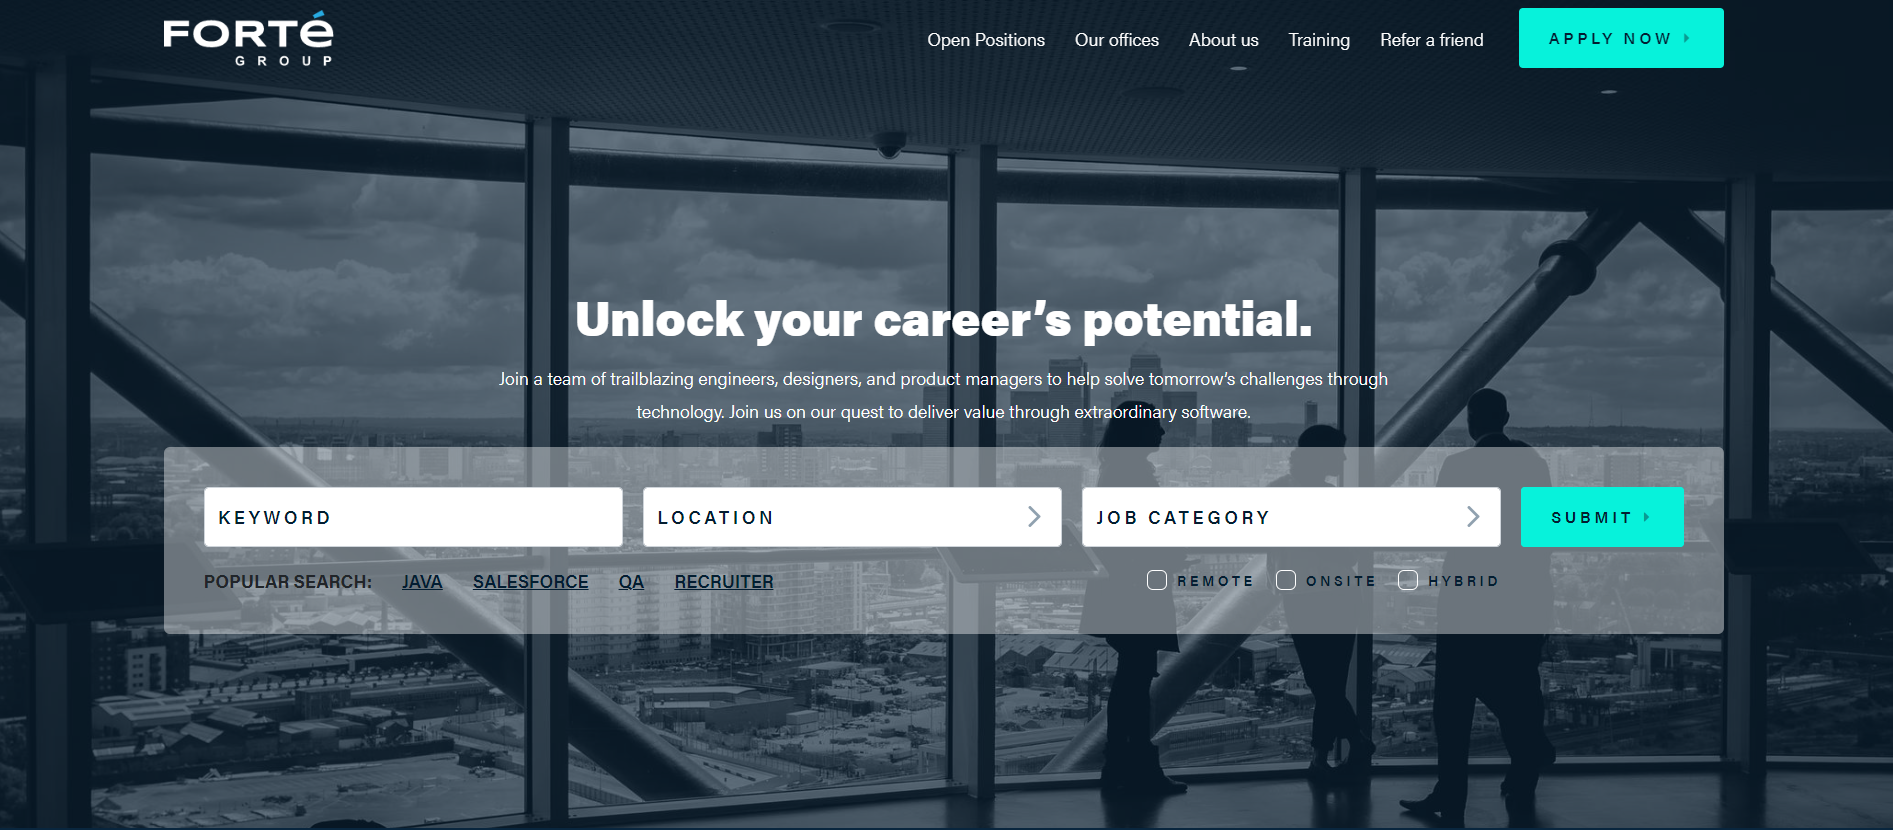 FORTé
GROUP
Open Positions
Our offices
About us
Training
Refer a friend
APPLY NOW
Unlock your career's potential.
Join a team of trailblazing engineers, designers, and product managers to help solve tomorrow's challenges through
technology. Join us on our quest to deliver value through extraordinary software.
KEYWORD
LOCATION
JOB CATEGORY
SUBMIT
POPULAR SEARCH: JAVA SALESFORCE QA RECRUITER
REMOTE ONSITE HYBRID